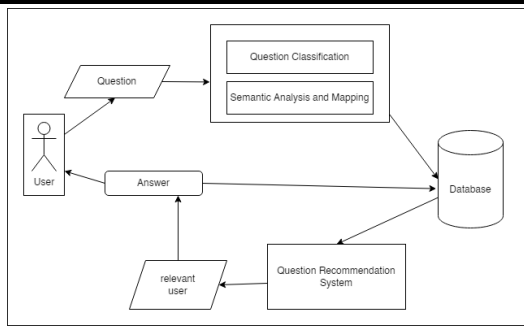 Question Classification
Question
Semantic Analysis and Mapping
User
Answer
Database
relevant
user
Question Recommendation
System